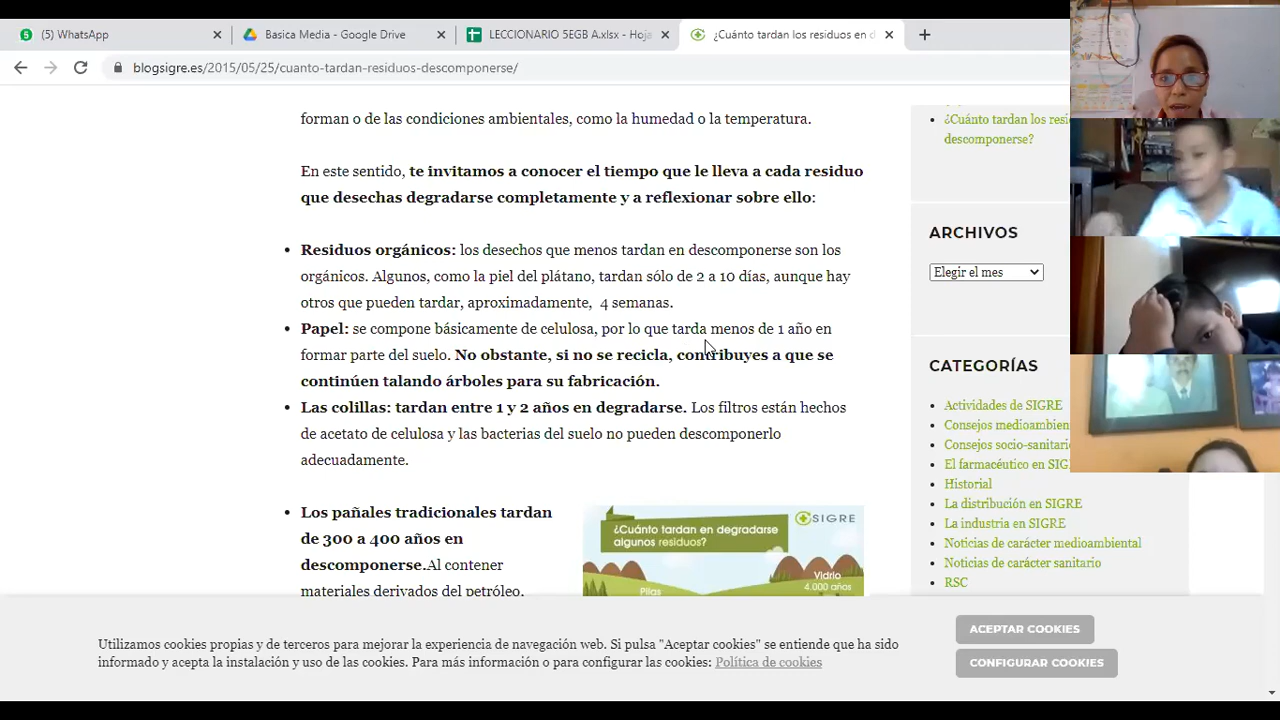 (5) WhatsApp
Basica Media - Google Drive
LECCIONARIO 5EGB A.xlsx - Hoja
¿Cuánto tardan los residuos en d
blogsigre.es/2015/05/25/cuanto-tardan-residuos-descomponerse/
forman o de las condiciones ambientales, como la humedad o la temperatura.
En este sentido, te invitamos a conocer el tiempo que le lleva a cada residuo
que desechas degradarse completamente y a reflexionar sobre ello:
Residuos orgánicos: los desechos que menos tardan en descomponerse son los
orgánicos. Algunos, como la piel del plátano, tardan sólo de 2 a 10 días, aunque hay
otros que pueden tardar, aproximadamente, 4 semanas.
Papel: se compone básicamente de celulosa, por lo que tarda menos de 1 año en
formar parte del suelo. No obstante, si no se recicla, contribuyes a que se
continúen talando árboles para su fabricación.
Las colillas: tardan entre 1 y 2 años en degradarse. Los filtros están hechos
de acetato de celulosa y las bacterias del suelo no pueden descomponerlo
adecuadamente.
Los pañales tradicionales tardan
de 300 a 400 años en
descomponerse.Al contener
materiales derivados del petróleo,
SIGRE
¿Cuánto tardan en degradarse
algunos residuos?
Vidrio
4.000 años
Pilas
¿Cuánto tardan los resi
descomponerse?
ARCHIVOS
Elegir el mes
CATEGORÍAS
Actividades de SIGRE
Consejos medioambien
Consejos socio-sanitari
El farmacéutico en SIG
Historial
La distribución en SIGRE
La industria en SIGRE
Noticias de carácter medioambiental
Noticias de carácter sanitario
RSC
Utilizamos cookies propias y de terceros para mejorar la experiencia de navegación web. Si pulsa "Aceptar cookies" se entiende que ha sido
informado y acepta la instalación y uso de las cookies. Para más información o para configurar las cookies: Política de cookies
ACEPTAR COOKIES
CONFIGURAR COOKIES